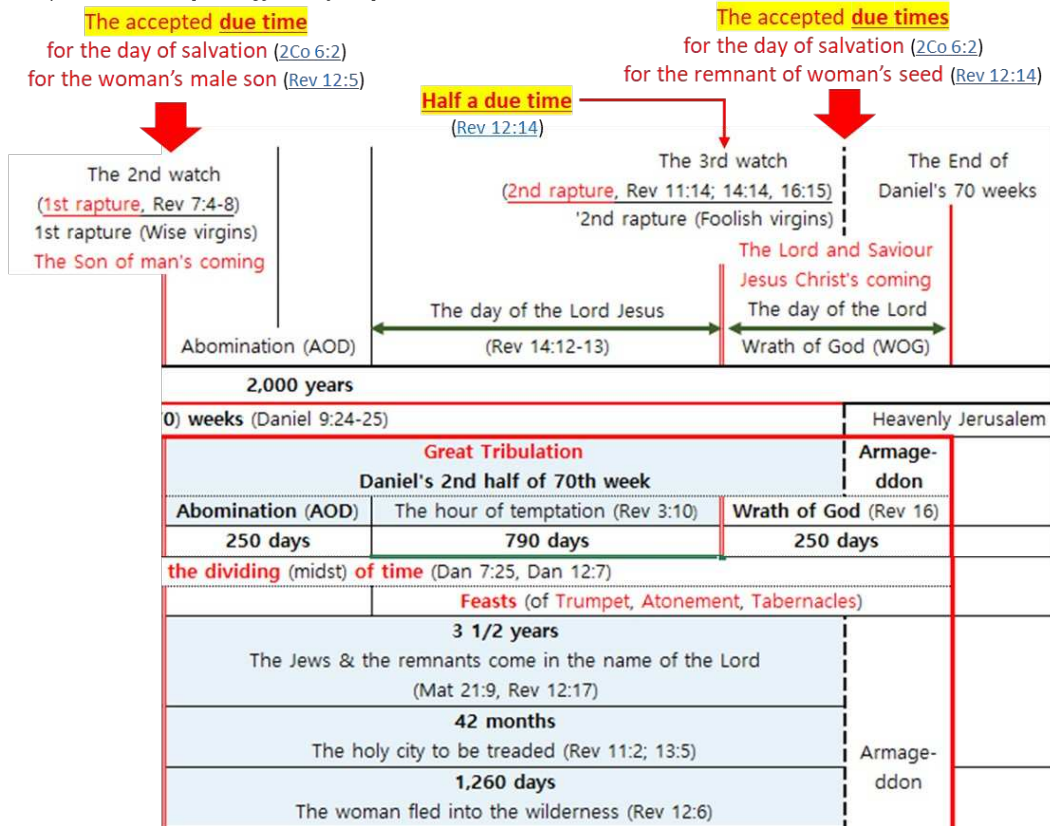 The accepted due time
for the day of salvation (2Co 6:2)
for the woman's male son (Rev 12:5)
The accepted due times
for the day of salvation (2Co 6:2)
for the remnant of woman's seed (Rev 12:14)
Half a due time
(Rev 12:14)
The 2nd watch
(1st rapture, Rev 7:4-8)
1st rapture (Wise virgins)
The Son of man's coming
The 3rd watch
(2nd rapture, Rev 11:14; 14:14, 16:15)
'2nd rapture (Foolish virgins)
The End of
Daniel's 70 weeks
The Lord and Saviour
Jesus Christ's coming
Abomination (AOD)
The day of the Lord Jesus
(Rev 14:12-13)
The day of the Lord
Wrath of God (WOG)
2,000 years
0) weeks (Daniel 9:24-25)
Heavenly Jerusalem
Great Tribulation
Daniel's 2nd half of 70th week
Armage-
ddon
Abomination (AOD)
The hour of temptation (Rev 3:10)
Wrath of God (Rev 16)
250 days
790 days
250 days
the dividing (midst) of time (Dan 7:25, Dan 12:7)
Feasts (of Trumpet, Atonement, Tabernacles)
3 1/2 years
The Jews & the remnants come in the name of the Lord
(Mat 21:9, Rev 12:17)
42 months
The holy city to be treaded (Rev 11:2; 13:5)
Armage-
ddon
1,260 days
The woman fled into the wilderness (Rev 12:6)